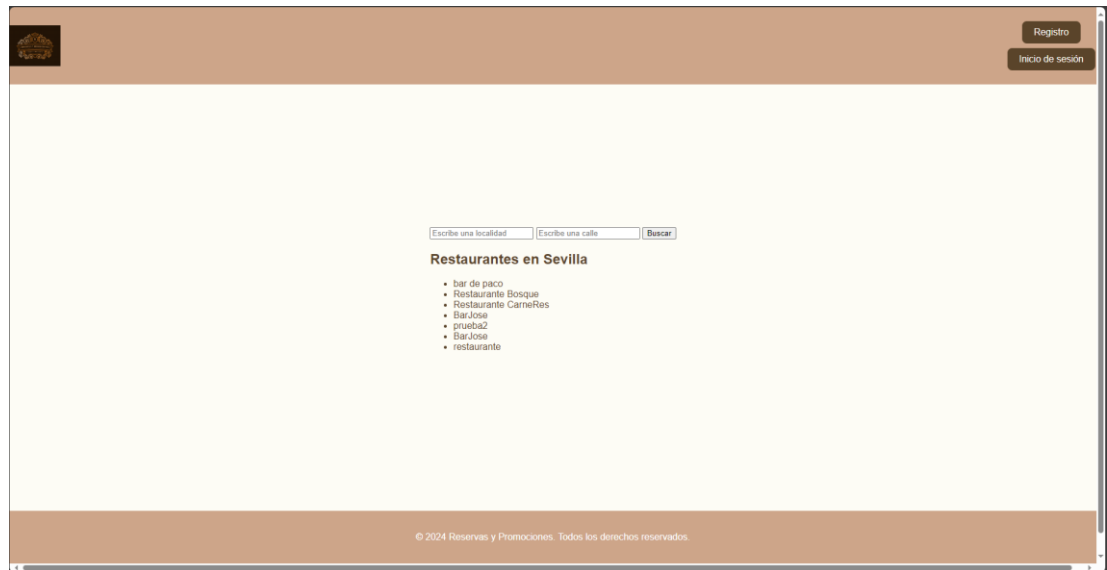 Registro
Inicio de sesión
Escribe una localidad Escribe una calle Buscar
Restaurantes en Sevilla
bar de paco
Restaurante Bosque
Restaurante CarneRes
BarJose
prueba2
BarJose
restaurante
© 2024 Reservas y Promociones. Todos los derechos reservados.